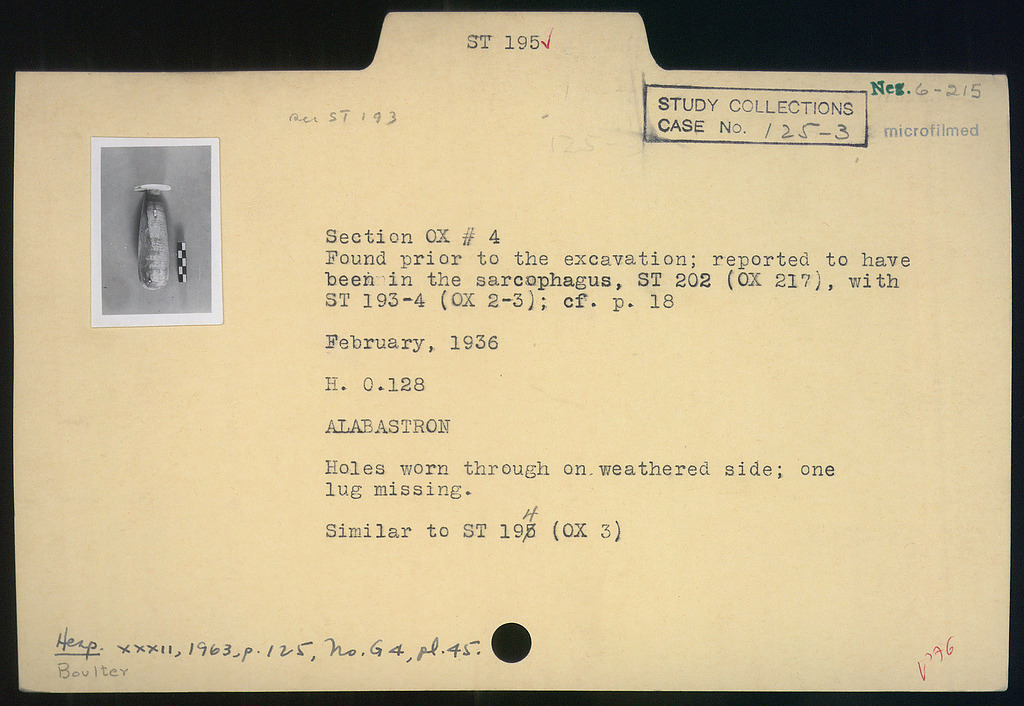 ST 195✓
Neg. 6-215
STUDY COLLECTIONS
CASE No. 125-3
microfilmed
see ST 193
Section OX # 4
Found prior to the excavation; reported to have
been in the sarcophagus, ST 202 (OX 217), with
ST 193-4 (OX 2-3); cf. p. 18
February, 1936
H. 0.128
ALABASTRON
Holes worn through on weathered side; one
lug missing.
4
Similar to ST 195 (OX 3)
Hesp. XXXII, 1963, p. 125, No. G 4, pl. 45.
Boulter